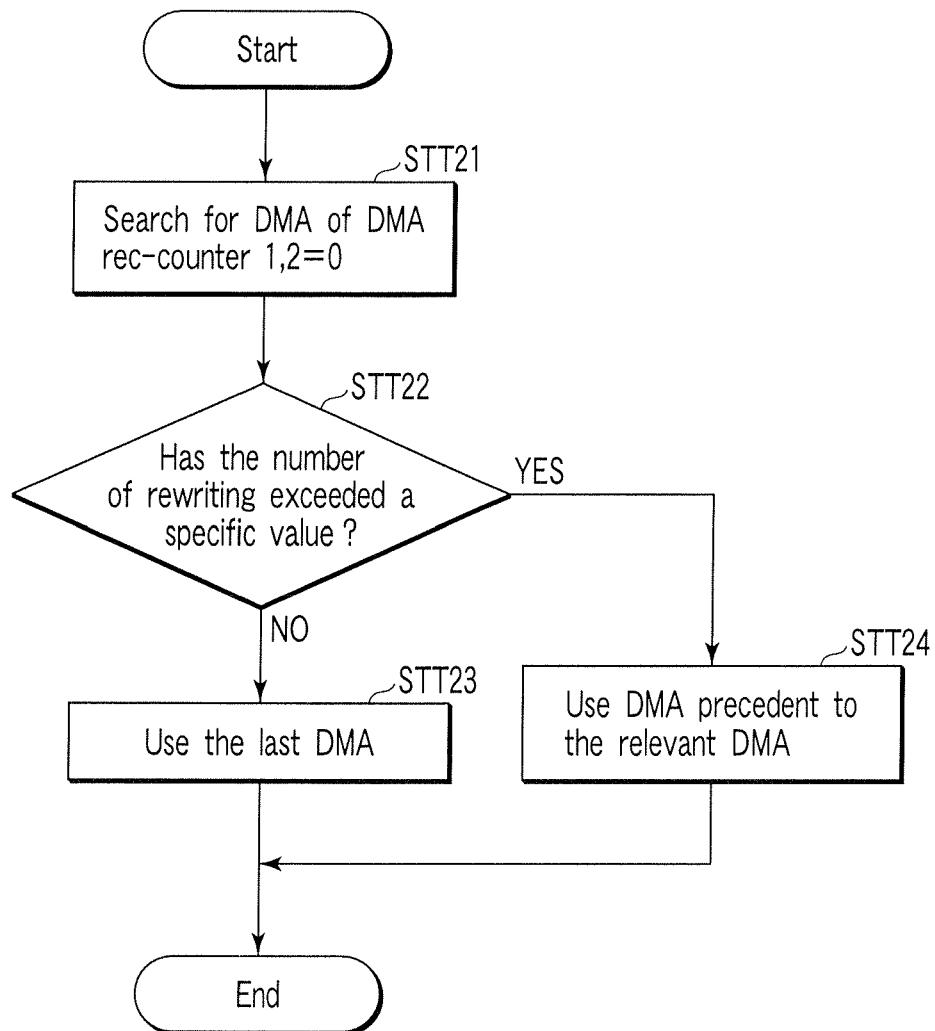 Start
STT21
Search for DMA of DMA
rec-counter 1,2=0
STT22
Has the number
of rewriting exceeded a
specific value ?
YES
NO
STT23
Use the last DMA
STT24
Use DMA precedent to
the relevant DMA
End